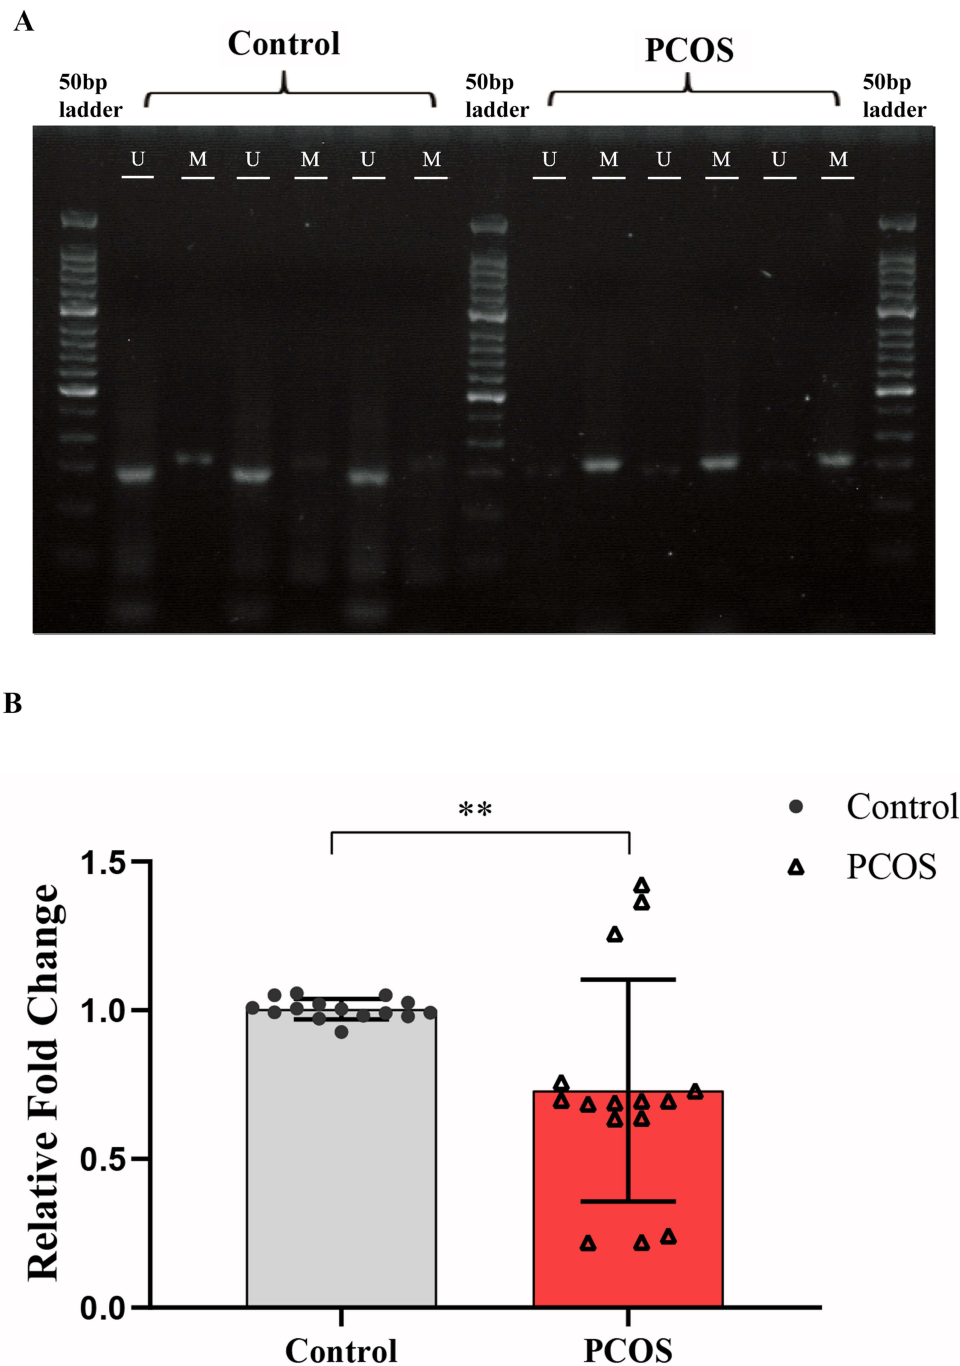 A
Control
PCOS
50bp
ladder
50bp
ladder
50bp
ladder
U M U M U M
U M U M U M
B
**
Control
PCOS
1.5
1.0
0.5
0.0
Relative Fold Change
Control
PCOS